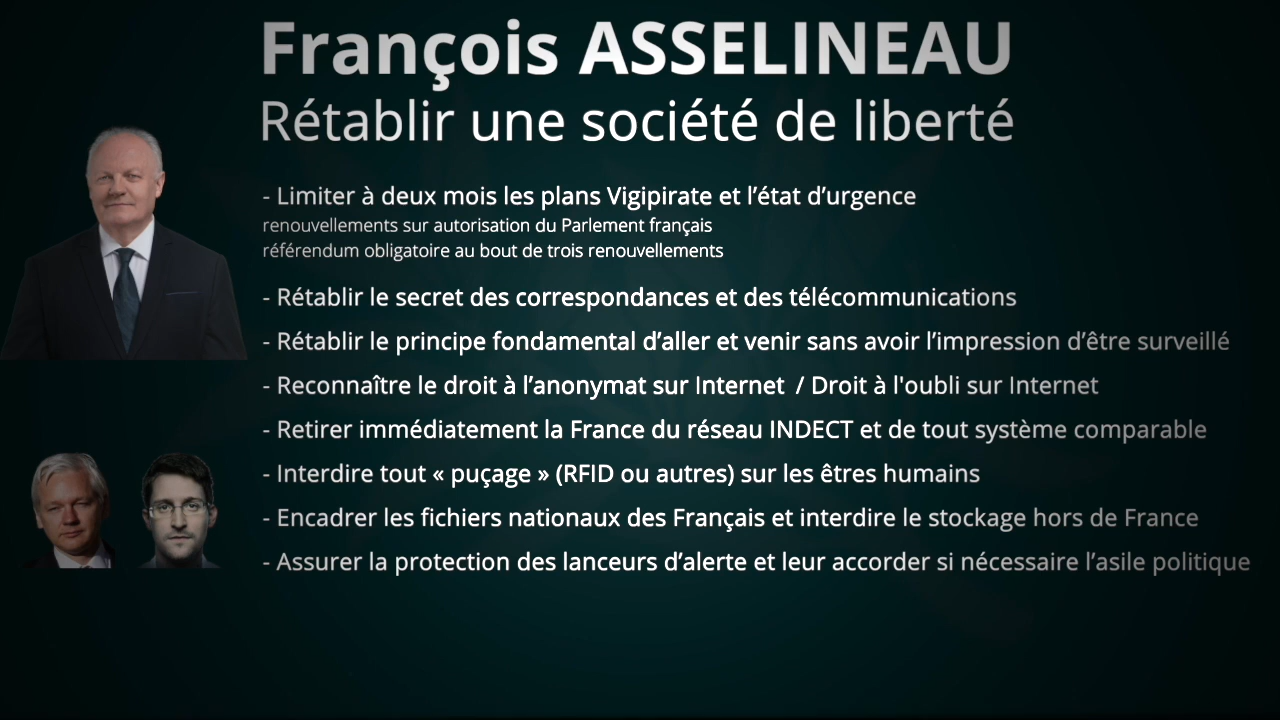 François ASSELINEAU
Rétablir une société de liberté
- Limiter à deux mois les plans Vigipirate et l’état d’urgence
renouvellements sur autorisation du Parlement français
référendum obligatoire au bout de trois renouvellements
- Rétablir le secret des correspondances et des télécommunications
- Rétablir le principe fondamental d’aller et venir sans avoir l’impression d’être surveillé
- Reconnaître le droit à l’anonymat sur Internet / Droit à l'oubli sur Internet
- Retirer immédiatement la France du réseau INDECT et de tout système comparable
- Interdire tout « puçage » (RFID ou autres) sur les êtres humains
- Encadrer les fichiers nationaux des Français et interdire le stockage hors de France
- Assurer la protection des lanceurs d’alerte et leur accorder si nécessaire l’asile politique